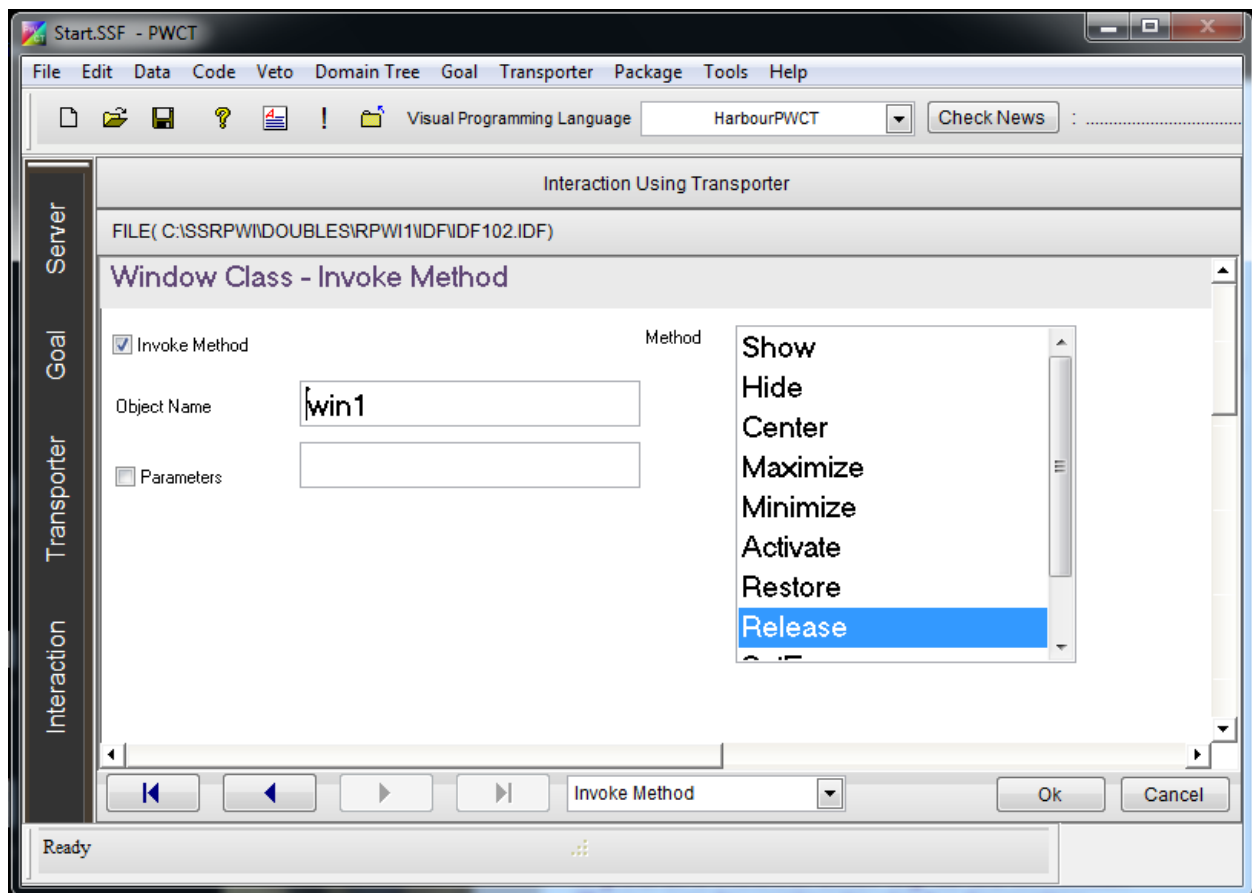 Start.SSF - PWCT
File Edit Data Code Veto Domain Tree Goal Transporter Package Tools Help
Visual Programming Language HarbourPWCT Check News : ....................................
Interaction Using Transporter
FILE( C:\SSRPWI\DOUBLES\RPWI1\IDF\IDF102.IDF)
Server
Goal
Transporter
Interaction
Window Class - Invoke Method
Invoke Method
Object Name win1
Parameters
Method
Show
Hide
Center
Maximize
Minimize
Activate
Restore
Release
Invoke Method Ok Cancel
Ready